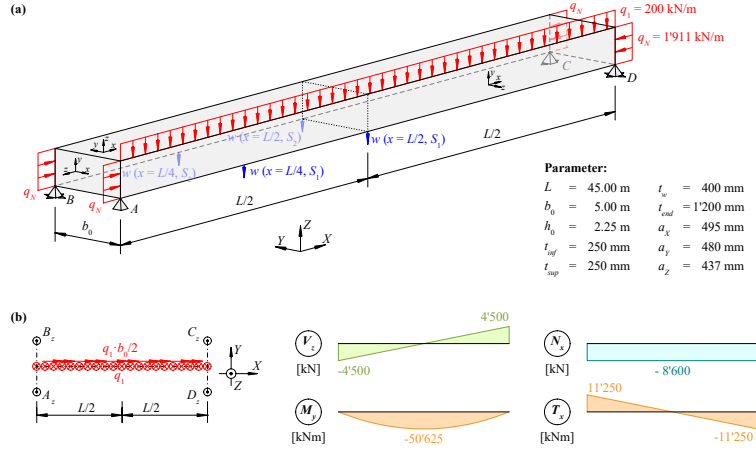 (a)
q_N
q_1 = 200 kN/m
q_N = 1'911 kN/m
C
D
y
z
x
w (x = L/2, S_2)
w (x = L/2, S_1)
L/2
z
y x
y
z x
w (x = L/4, S_2)
w (x = L/4, S_1)
q_N
B
q_N
A
L/2
b_0
Z
Y X
Parameter:
L = 45.00 m t_w = 400 mm
b_0 = 5.00 m t_end = 1'200 mm
h_0 = 2.25 m a_X = 495 mm
t_inf = 250 mm a_Y = 480 mm
t_sup = 250 mm a_Z = 437 mm
(b)
B_z C_z
q_1·b_0/2
q_1
A_z D_z
L/2 L/2
Y
X
Z
V_z
[kN]
4'500
-4'500
N_x
[kN]
- 8'600
M_y
[kNm]
-50'625
T_x
[kNm]
11'250
-11'250